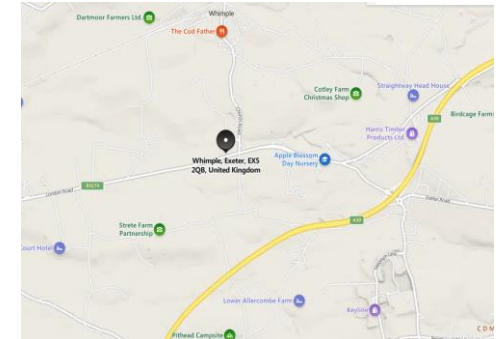 Dartmoor Farmers Ltd
Whimple
The Cod Father
Cotley Farm
Christmas Shop
Straightway Head House
A30
Birdcage Farm
Harris Timber
Products Ltd
Whimple, Exeter, EX5
2QB, United Kingdom
Apple Blossom
Day Nursery
London Road
Strete Farm
Partnership
A30
Court Hotel
Lower Allercombe Farm
Kayline
Pithead Campsite